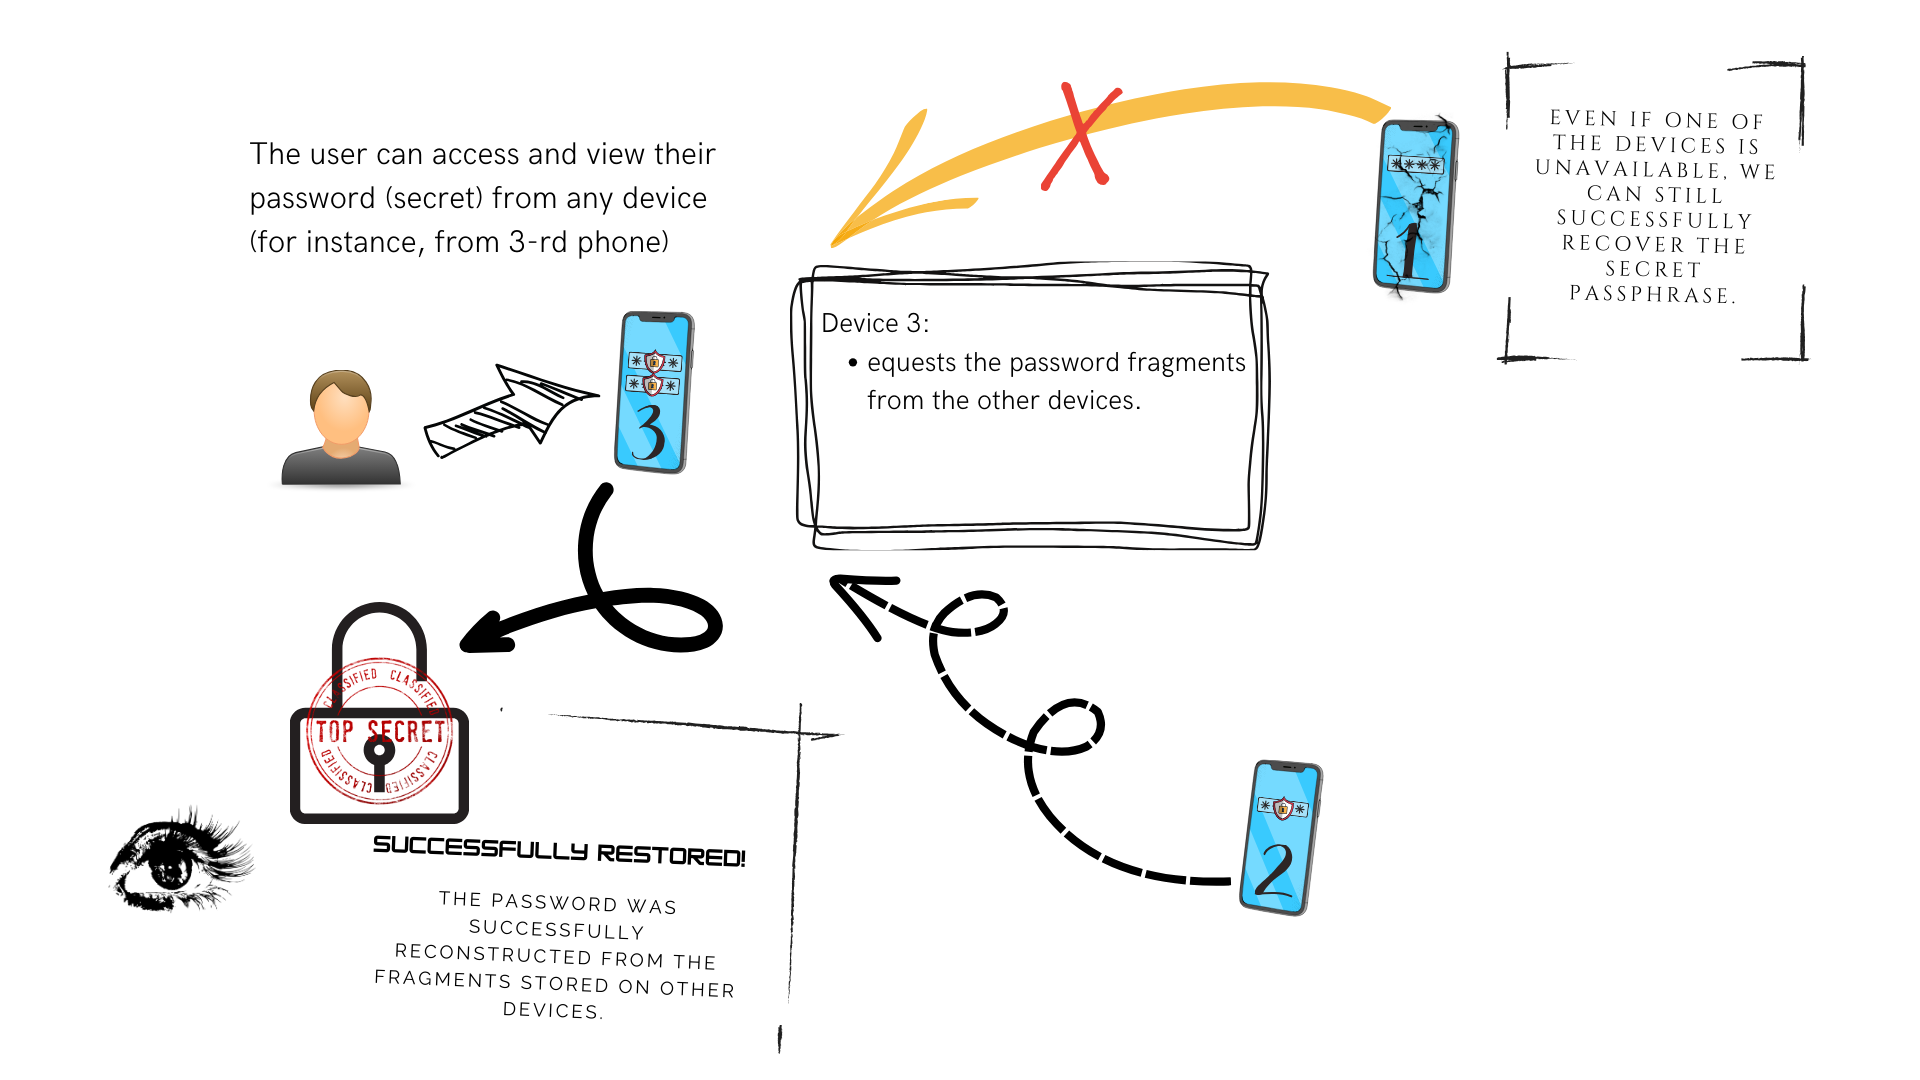 The user can access and view their
password (secret) from any device
(for instance, from 3-rd phone)
EVEN IF ONE OF
THE DEVICES IS
UNAVAILABLE, WE
CAN STILL
SUCCESSFULLY
RECOVER THE
SECRET
PASSPHRASE.
****
1
Device 3:
• equests the password fragments
from the other devices.
* *
* *
3
CLASSIFIED CLASSIFIED
TOP SECRET
CLASSIFIED CLASSIFIED
* *
2
SUCCESSFULLY RESTORED!
THE PASSWORD WAS
SUCCESSFULLY
RECONSTRUCTED FROM THE
FRAGMENTS STORED ON OTHER
DEVICES.